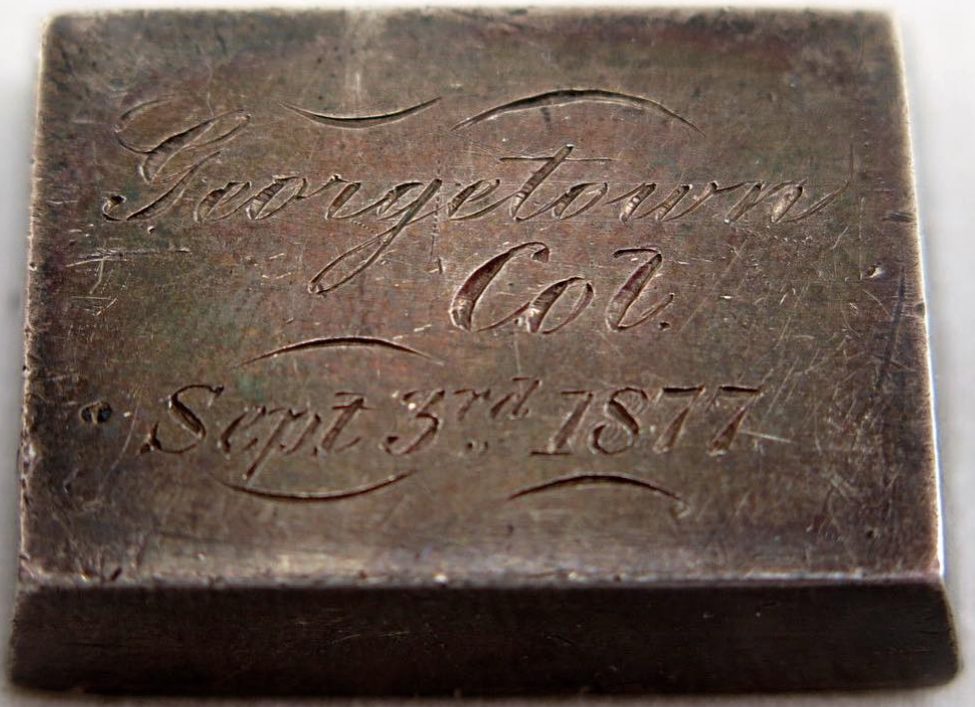 Georgetown
Col.
Sept 3rd. 1877